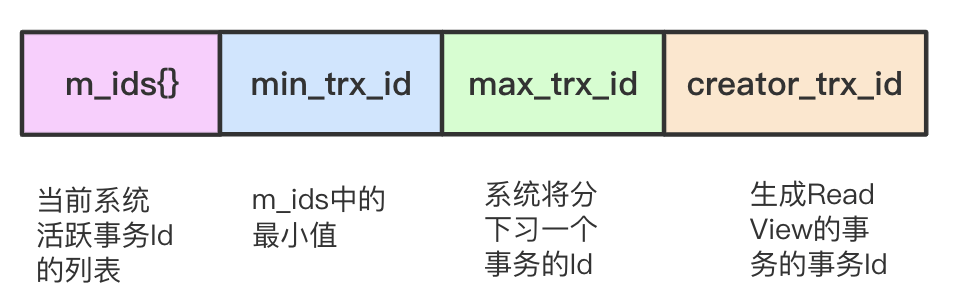 m_ids{}
min_trx_id
max_trx_id
creator_trx_id
当前系统
活跃事务Id
的列表
m_ids中的
最小值
系统将分
下习一个
事务的Id
生成Read
View的事
务的事务Id